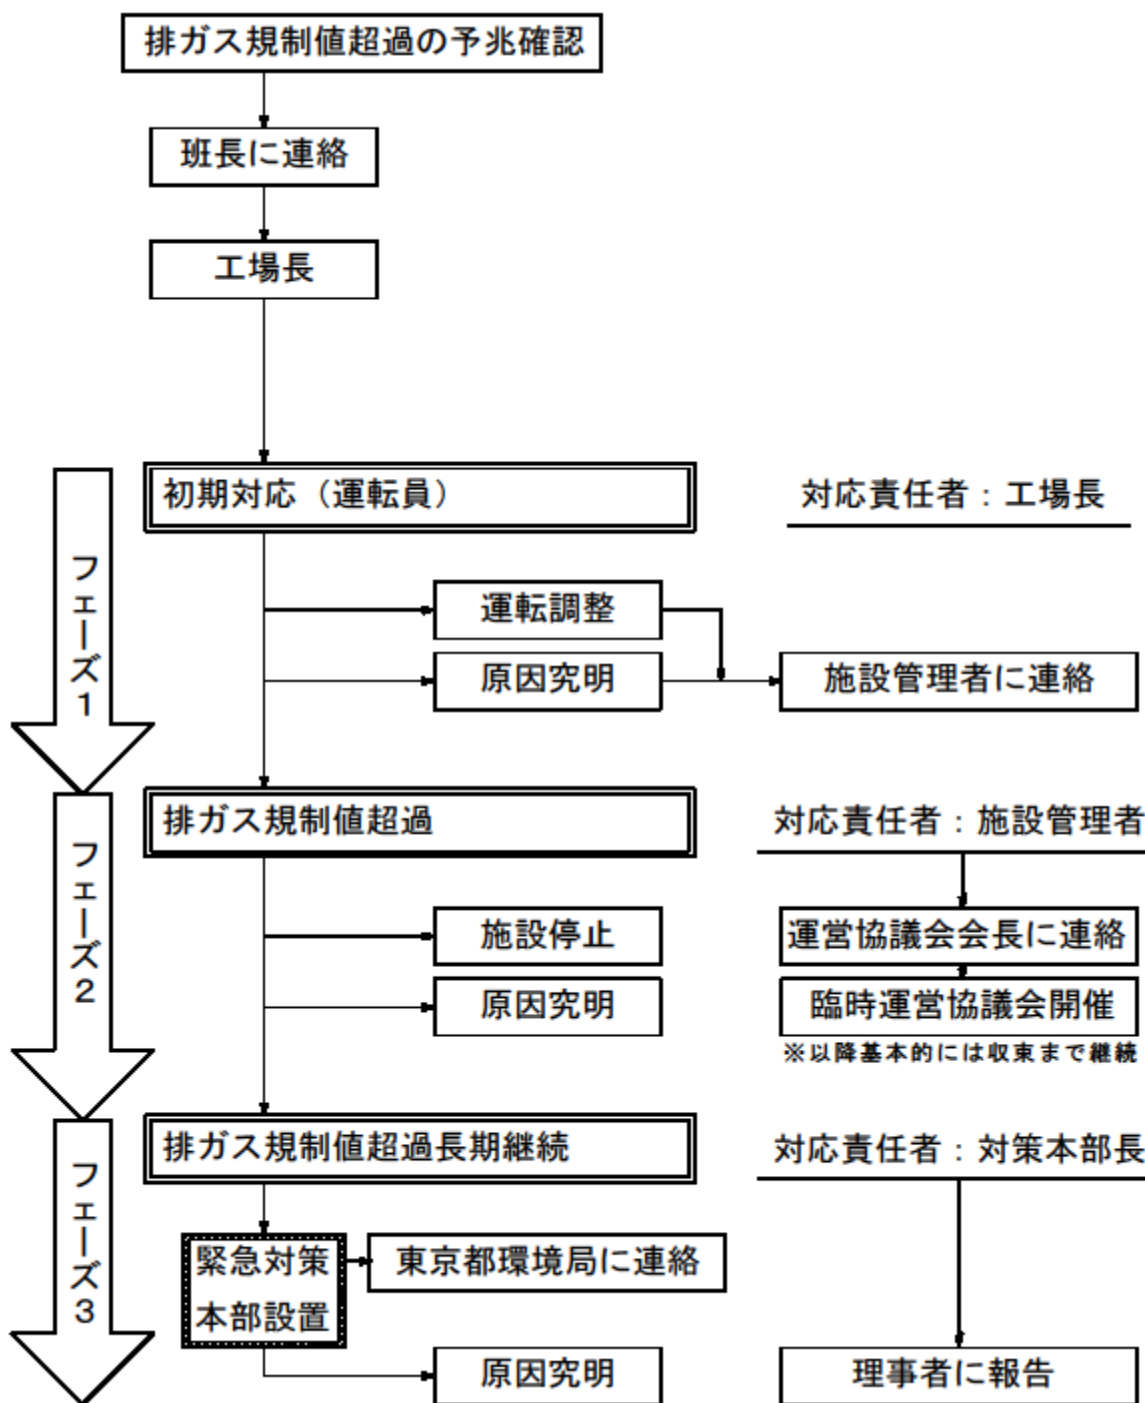 排ガス規制値超過の予兆確認
班長に連絡
工場長
フェーズ1
初期対応（運転員）
対応責任者：工場長
運転調整
原因究明
施設管理者に連絡
フェーズ2
排ガス規制値超過
対応責任者：施設管理者
施設停止
運営協議会会長に連絡
原因究明
臨時運営協議会開催
※以降基本的には収束まで継続
フェーズ3
排ガス規制値超過長期継続
対応責任者：対策本部長
緊急対策
本部設置
東京都環境局に連絡
原因究明
理事者に報告